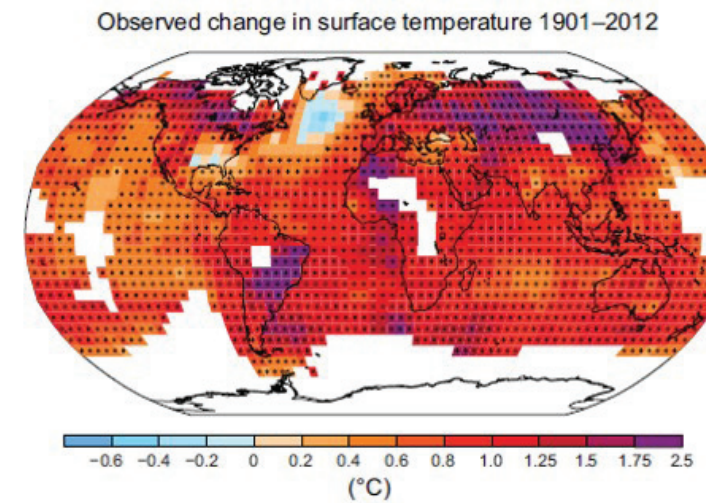 Observed change in surface temperature 1901–2012
−0.6 −0.4 −0.2 0 0.2 0.4 0.6 0.8 1.0 1.25 1.5 1.75 2.5
(°C)